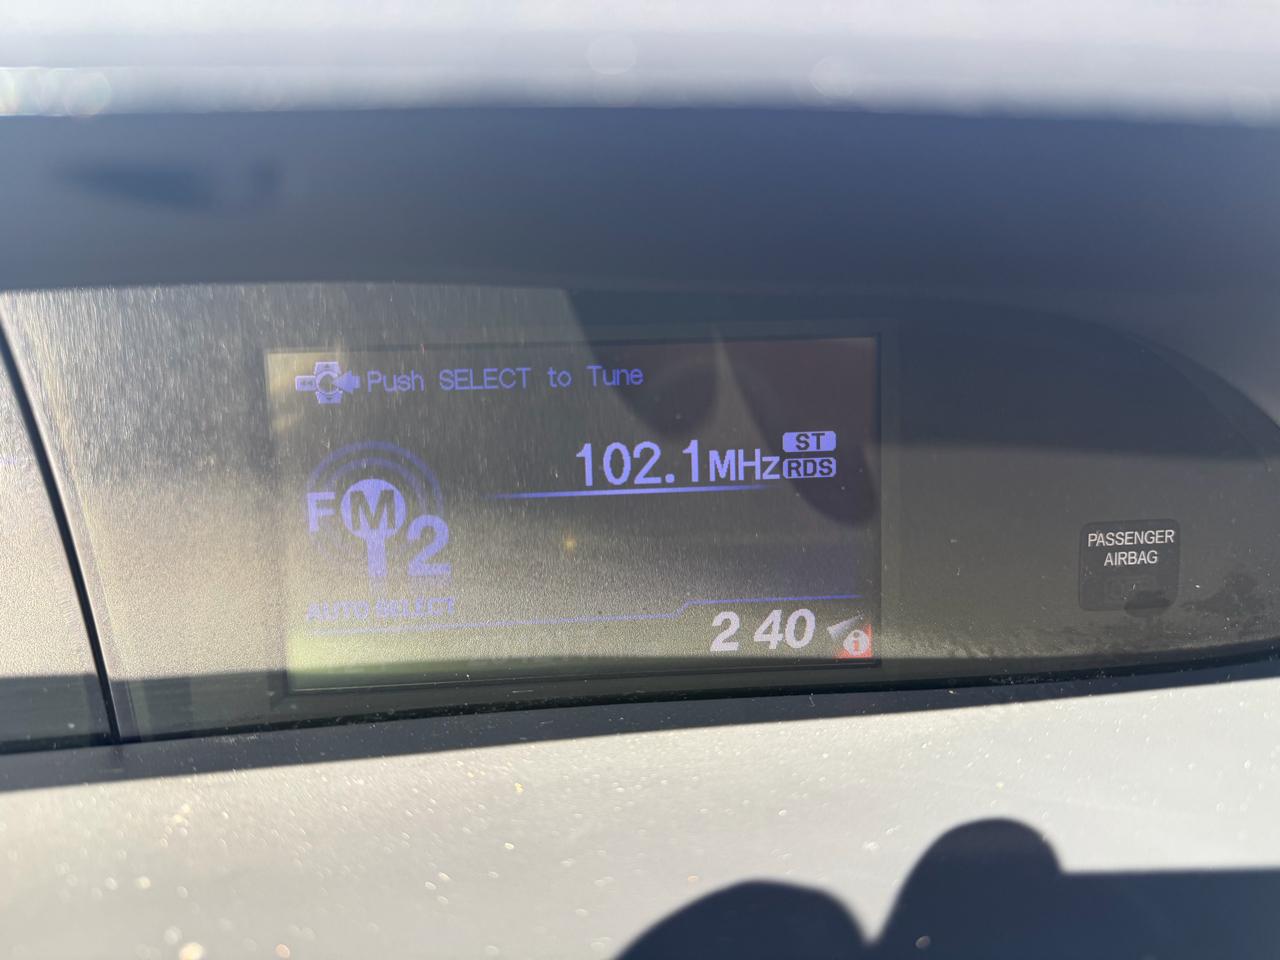 Push SELECT to Tune
102.1MHz ST
RDS
FM2
AUTO SELECT
2 40
i
PASSENGER
AIRBAG